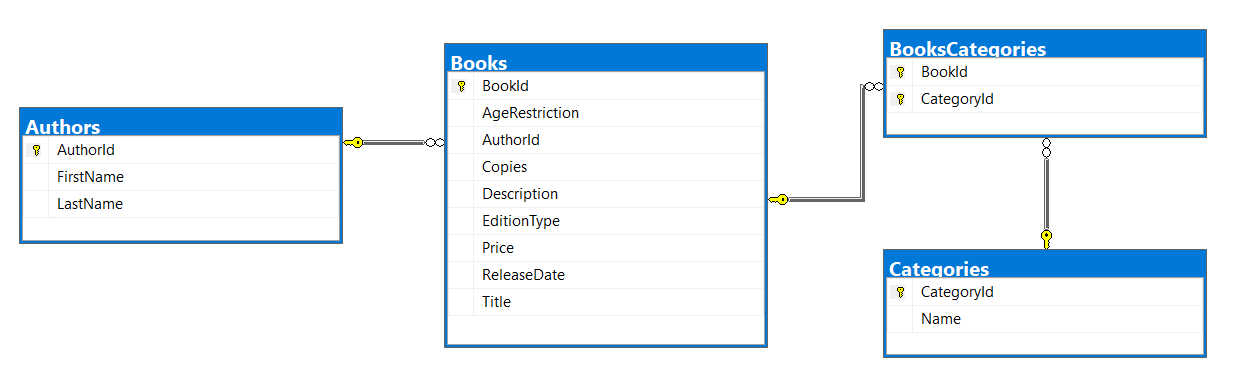 Authors
AuthorId
FirstName
LastName
Books
BookId
AgeRestriction
AuthorId
Copies
Description
EditionType
Price
ReleaseDate
Title
BooksCategories
BookId
CategoryId
Categories
CategoryId
Name